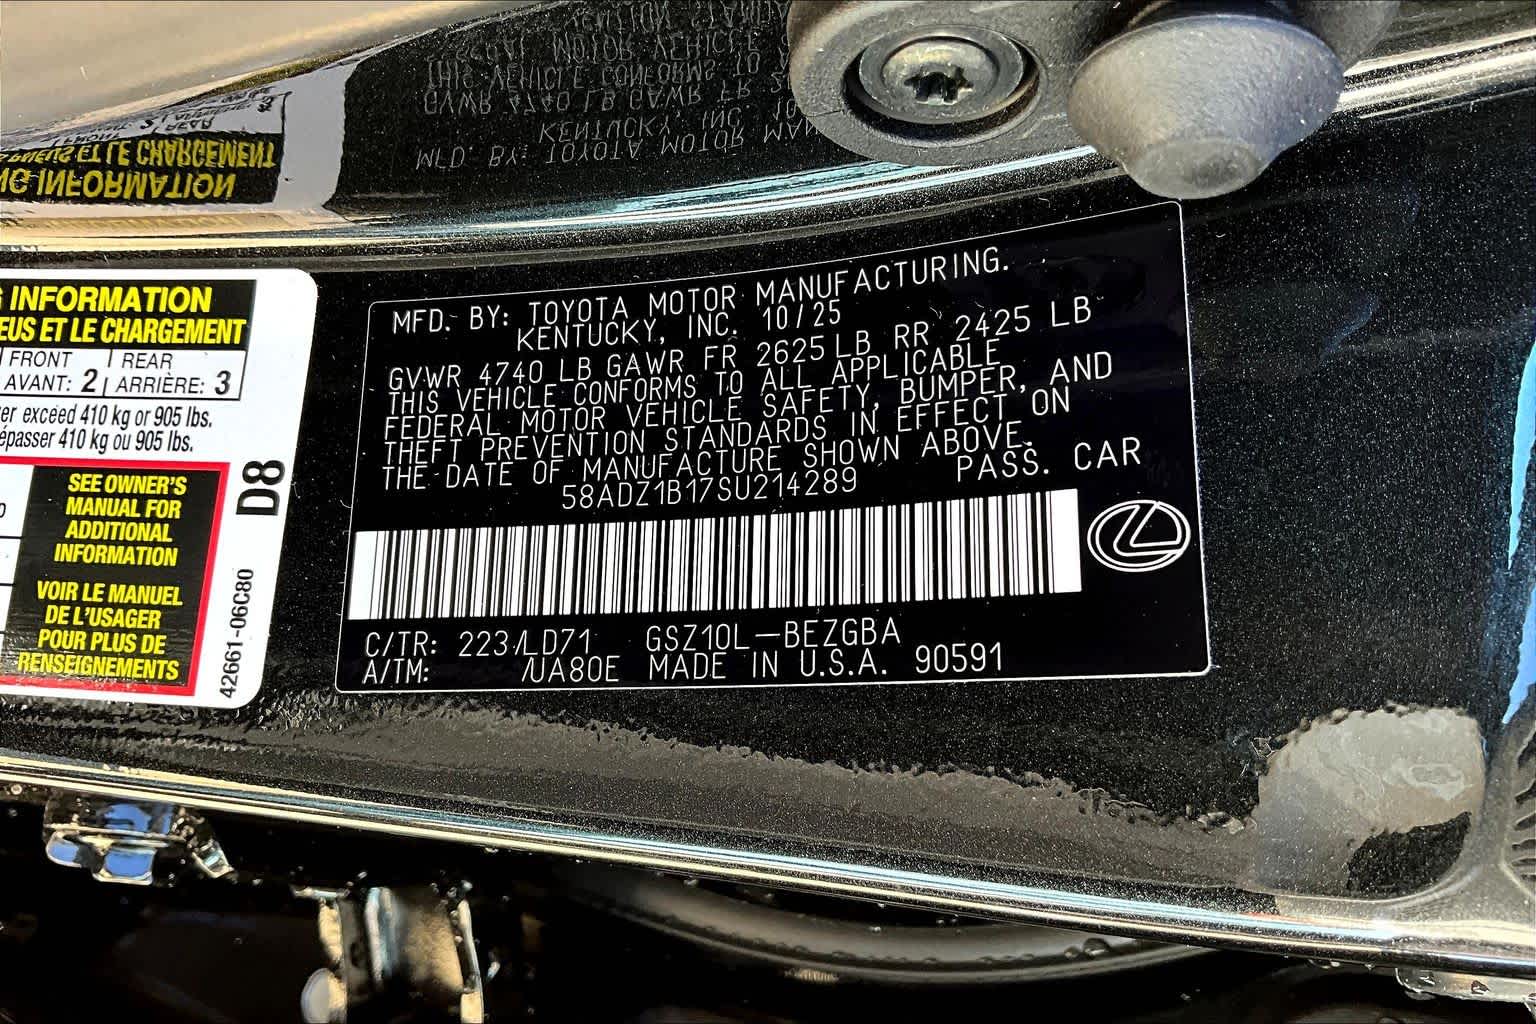 G INFORMATION
EUS ET LE CHARGEMENT
FRONT REAR
AVANT: 2 ARRIÈRE: 3
er exceed 410 kg or 905 lbs.
épasser 410 kg ou 905 lbs.
SEE OWNER'S
MANUAL FOR
ADDITIONAL
INFORMATION
VOIR LE MANUEL
DE L'USAGER
POUR PLUS DE
RENSEIGNEMENTS
D8
42661-06C80
MFD. BY: TOYOTA MOTOR MANUFACTURING.
KENTUCKY, INC. 10/25
GVWR 4740 LB GAWR FR 2625 LB RR 2425 LB
THIS VEHICLE CONFORMS TO ALL APPLICABLE
FEDERAL MOTOR VEHICLE SAFETY, BUMPER, AND
THEFT PREVENTION STANDARDS IN EFFECT ON
THE DATE OF MANUFACTURE SHOWN ABOVE.
58ADZ1B17SU214289 PASS. CAR
C/TR: 223/LD71 GSZ10L-BEZGBA
A/TM: /UA80E MADE IN U.S.A. 90591